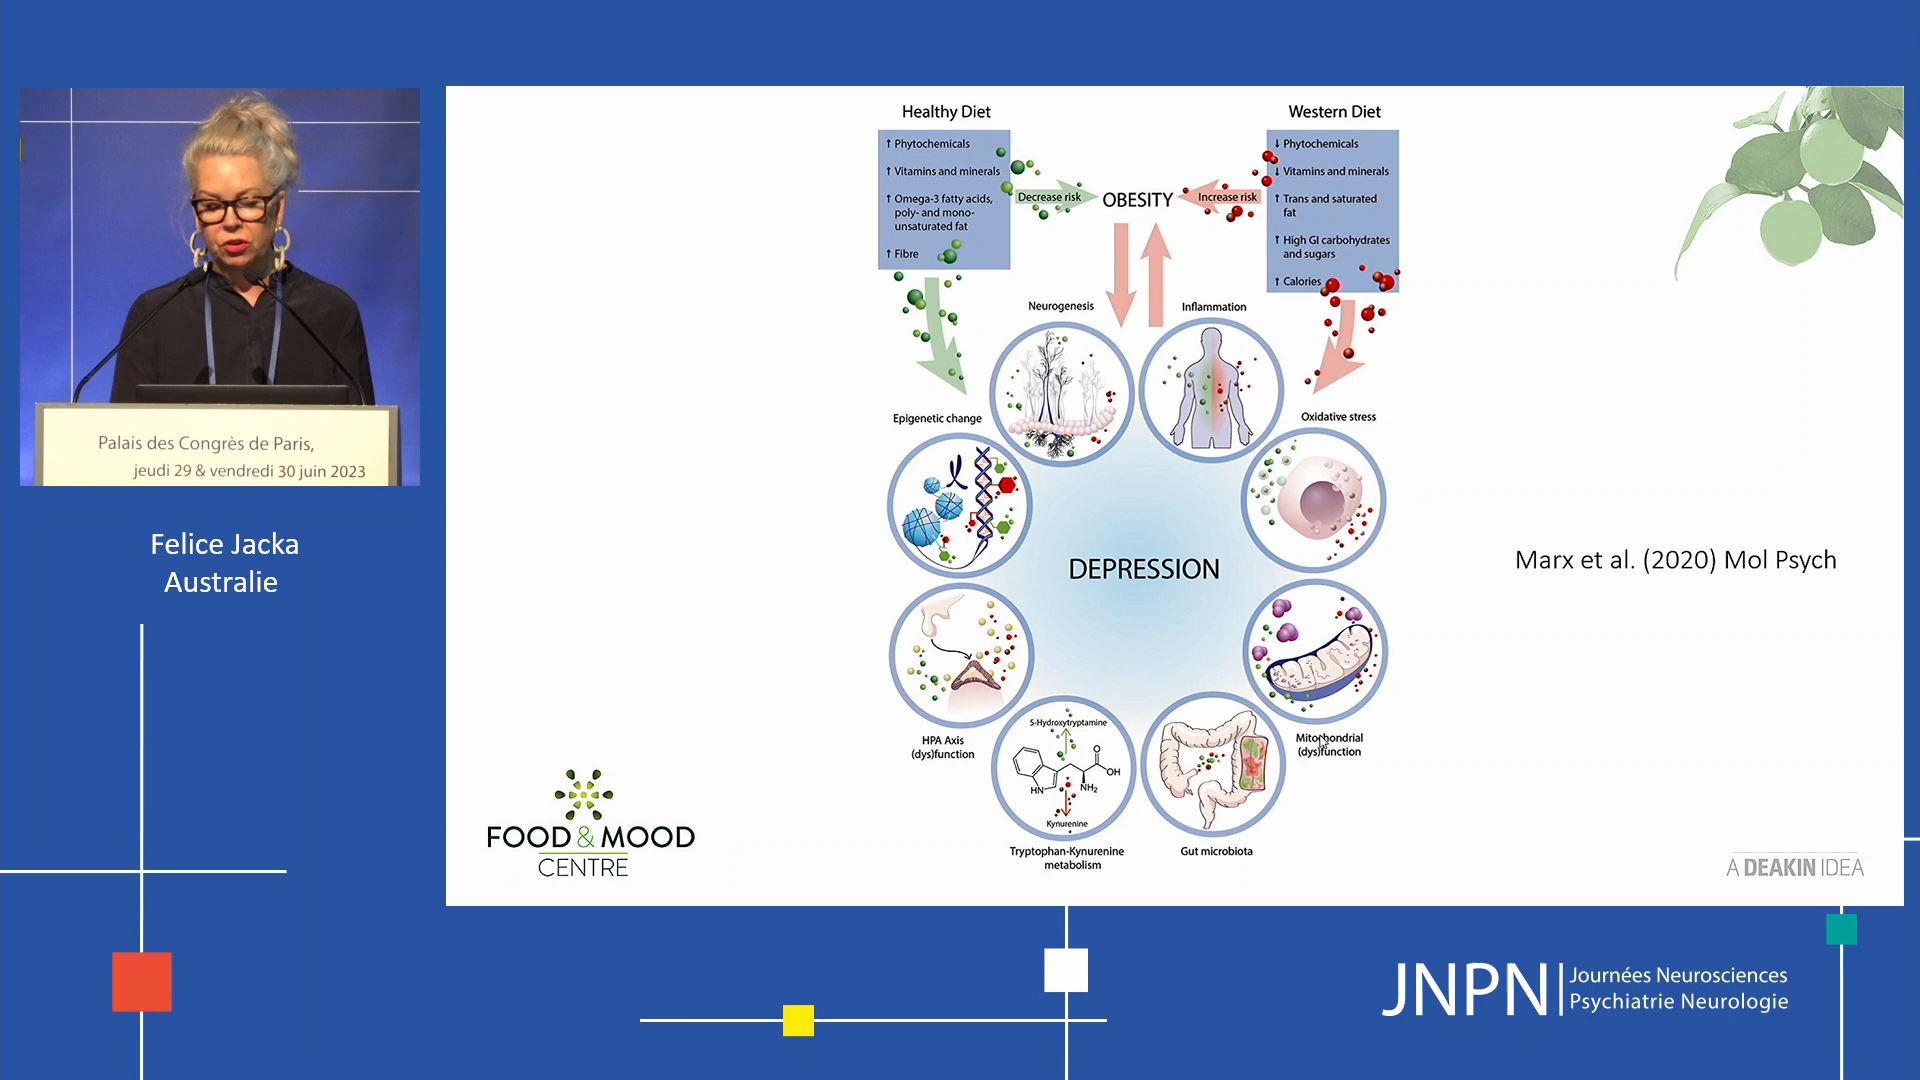 Palais des Congrès de Paris,
jeudi 29 & vendredi 30 juin 2023
Felice Jacka
Australie
Healthy Diet
↑ Phytochemicals
↑ Vitamins and minerals
↑ Omega-3 fatty acids,
poly- and mono-
unsaturated fat
↑ Fibre
Decrease risk
OBESITY
Increase risk
Western Diet
↓ Phytochemicals
↓ Vitamins and minerals
↑ Trans and saturated
fat
↑ High GI carbohydrates
and sugars
↑ Calories
Neurogenesis
Inflammation
Epigenetic change
Oxidative stress
DEPRESSION
Marx et al. (2020) Mol Psych
HPA Axis
(dys)function
Mitochondrial
(dys)function
5-Hydroxytryptamine
O
OH
HN
NH₂
Kynurenine
Tryptophan-Kynurenine
metabolism
Gut microbiota
FOOD & MOOD
CENTRE
A DEAKIN IDEA
JNPN
Journées Neurosciences
Psychiatrie Neurologie